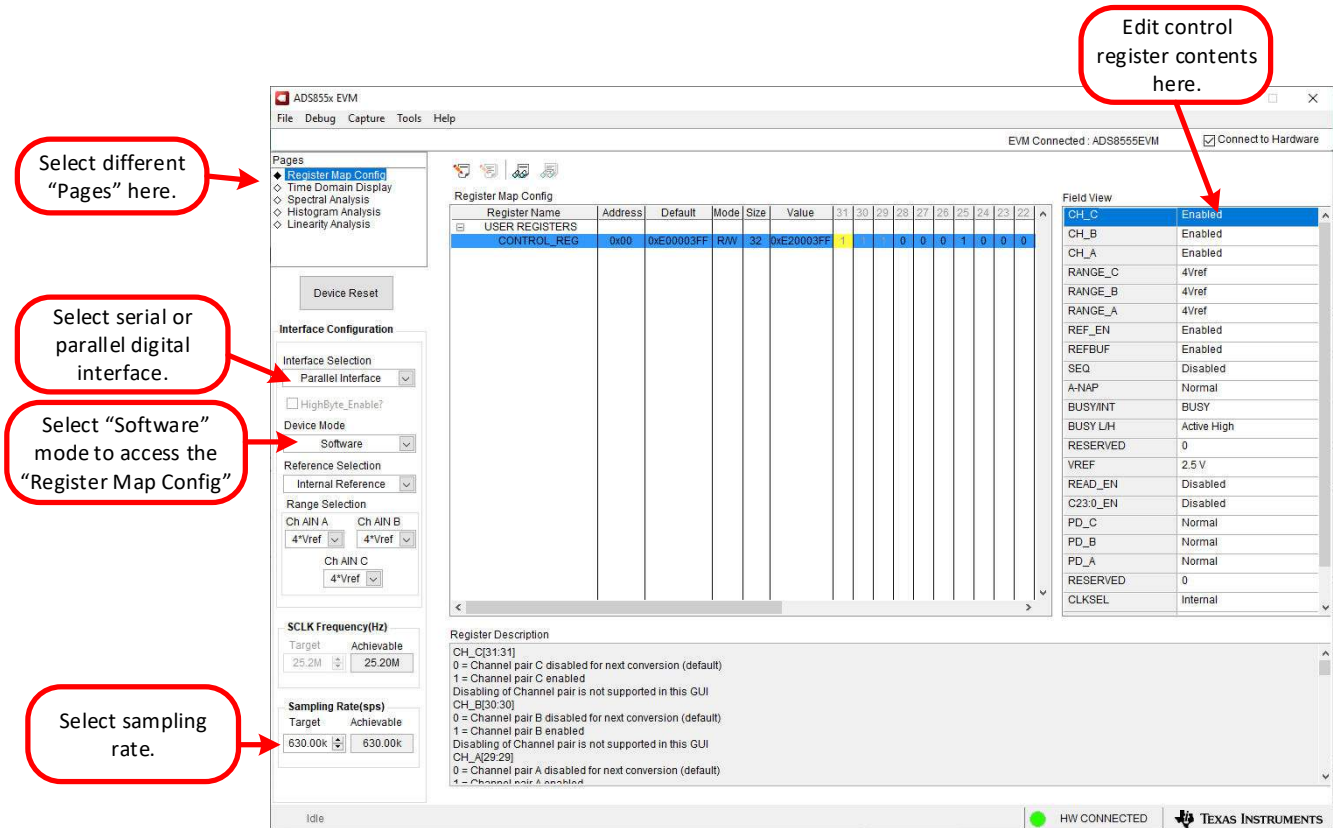 Edit control
register contents
here.
ADS855x EVM
File Debug Capture Tools Help
EVM Connected : ADS8555EVM
Connect to Hardware
Select different
“Pages” here.
Pages
Register Map Config
Time Domain Display
Spectral Analysis
Histogram Analysis
Linearity Analysis
Device Reset
Select serial or
parallel digital
interface.
Interface Configuration
Interface Selection
Parallel Interface
HighByte_Enable?
Select “Software”
mode to access the
“Register Map Config”
Device Mode
Software
Reference Selection
Internal Reference
Range Selection
Ch AIN A Ch AIN B
4*Vref 4*Vref
Ch AIN C
4*Vref
SCLK Frequency(Hz)
Target Achievable
25.2M 25.20M
Select sampling
rate.
Sampling Rate(sps)
Target Achievable
630.00k 630.00k
Register Map Config
Register Name Address Default Mode Size Value 31 30 29 28 27 26 25 24 23 22
USER REGISTERS
CONTROL_REG 0x00 0xE00003FF R/W 32 0xE20003FF 1 1 1 0 0 0 1 0 0 0
Field View
CH_C Enabled
CH_B Enabled
CH_A Enabled
RANGE_C 4Vref
RANGE_B 4Vref
RANGE_A 4Vref
REF_EN Enabled
REFBUF Enabled
SEQ Disabled
A-NAP Normal
BUSY/INT BUSY
BUSY L/H Active High
RESERVED 0
VREF 2.5 V
READ_EN Disabled
C23:0_EN Disabled
PD_C Normal
PD_B Normal
PD_A Normal
RESERVED 0
CLKSEL Internal
Register Description
CH_C[31:31]
0 = Channel pair C disabled for next conversion (default)
1 = Channel pair C enabled
Disabling of Channel pair is not supported in this GUI
CH_B[30:30]
0 = Channel pair B disabled for next conversion (default)
1 = Channel pair B enabled
Disabling of Channel pair is not supported in this GUI
CH_A[29:29]
0 = Channel pair A disabled for next conversion (default)
1 = Channel pair A enabled
Idle
HW CONNECTED
TEXAS INSTRUMENTS